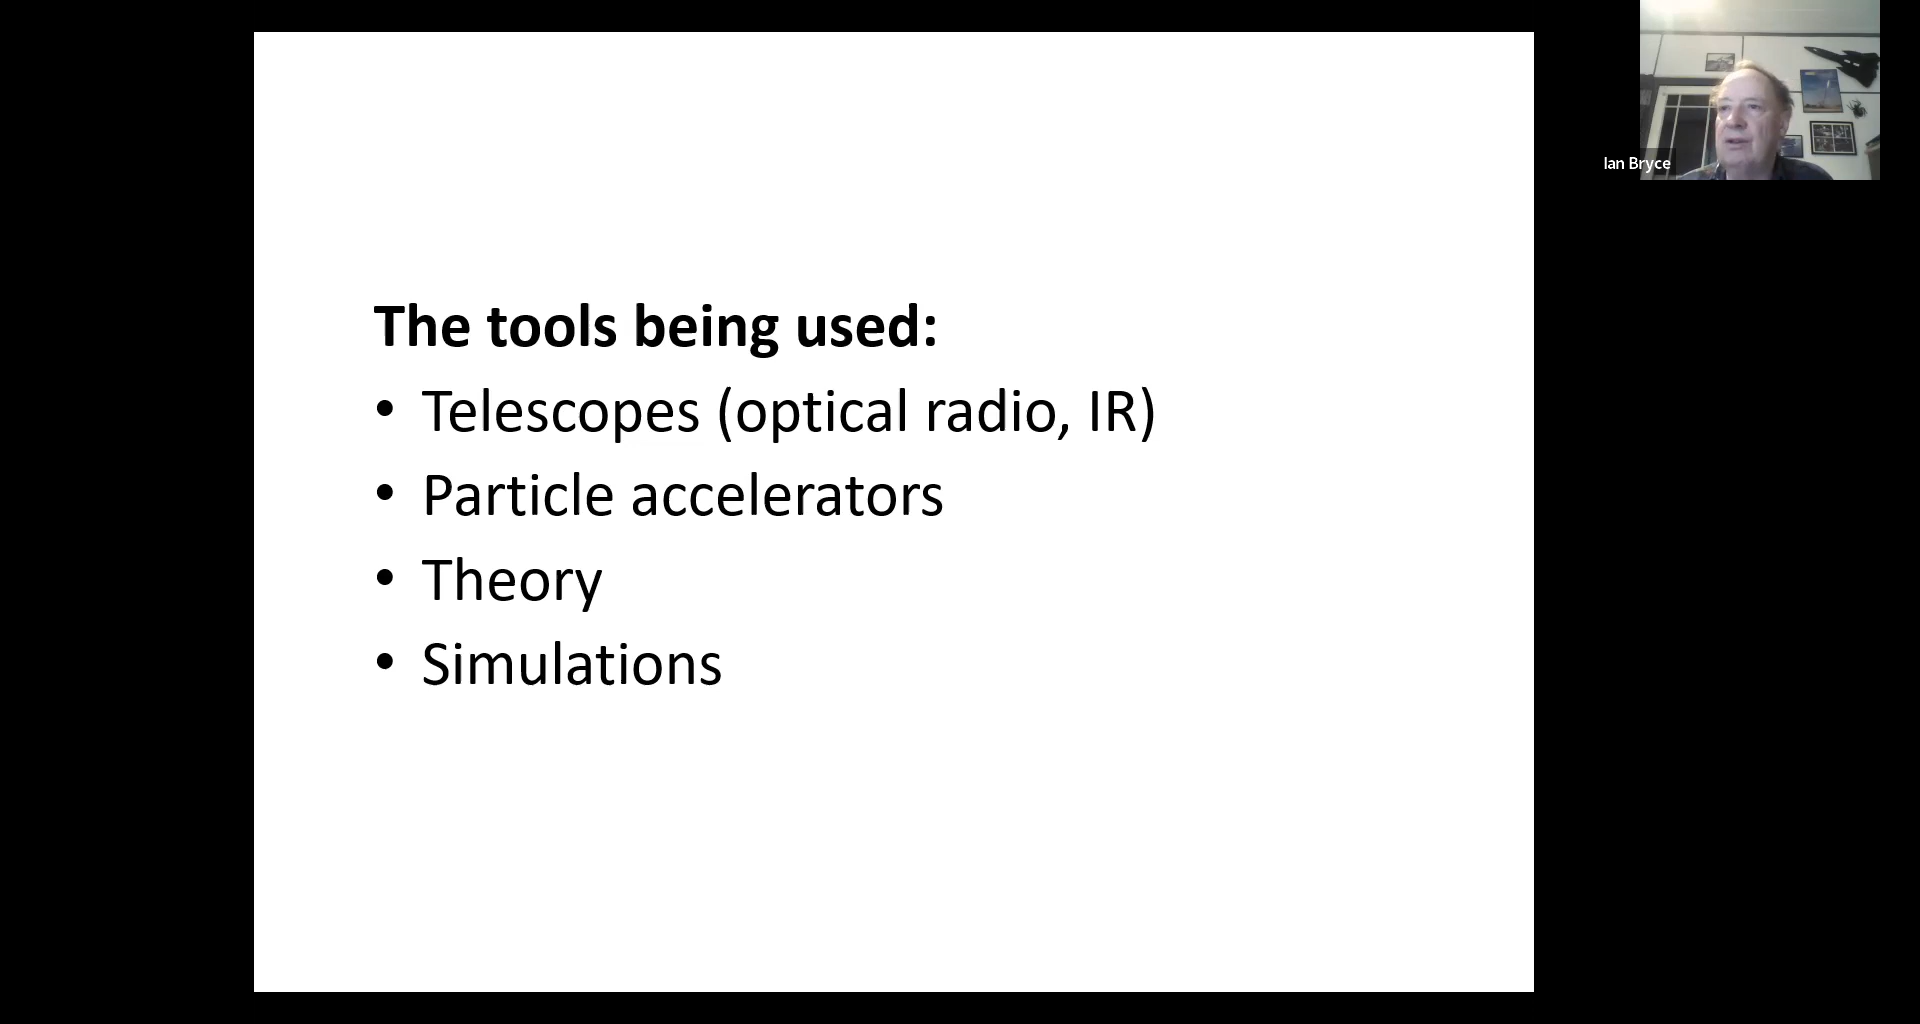 The tools being used:
• Telescopes (optical radio, IR)
• Particle accelerators
• Theory
• Simulations
Ian Bryce